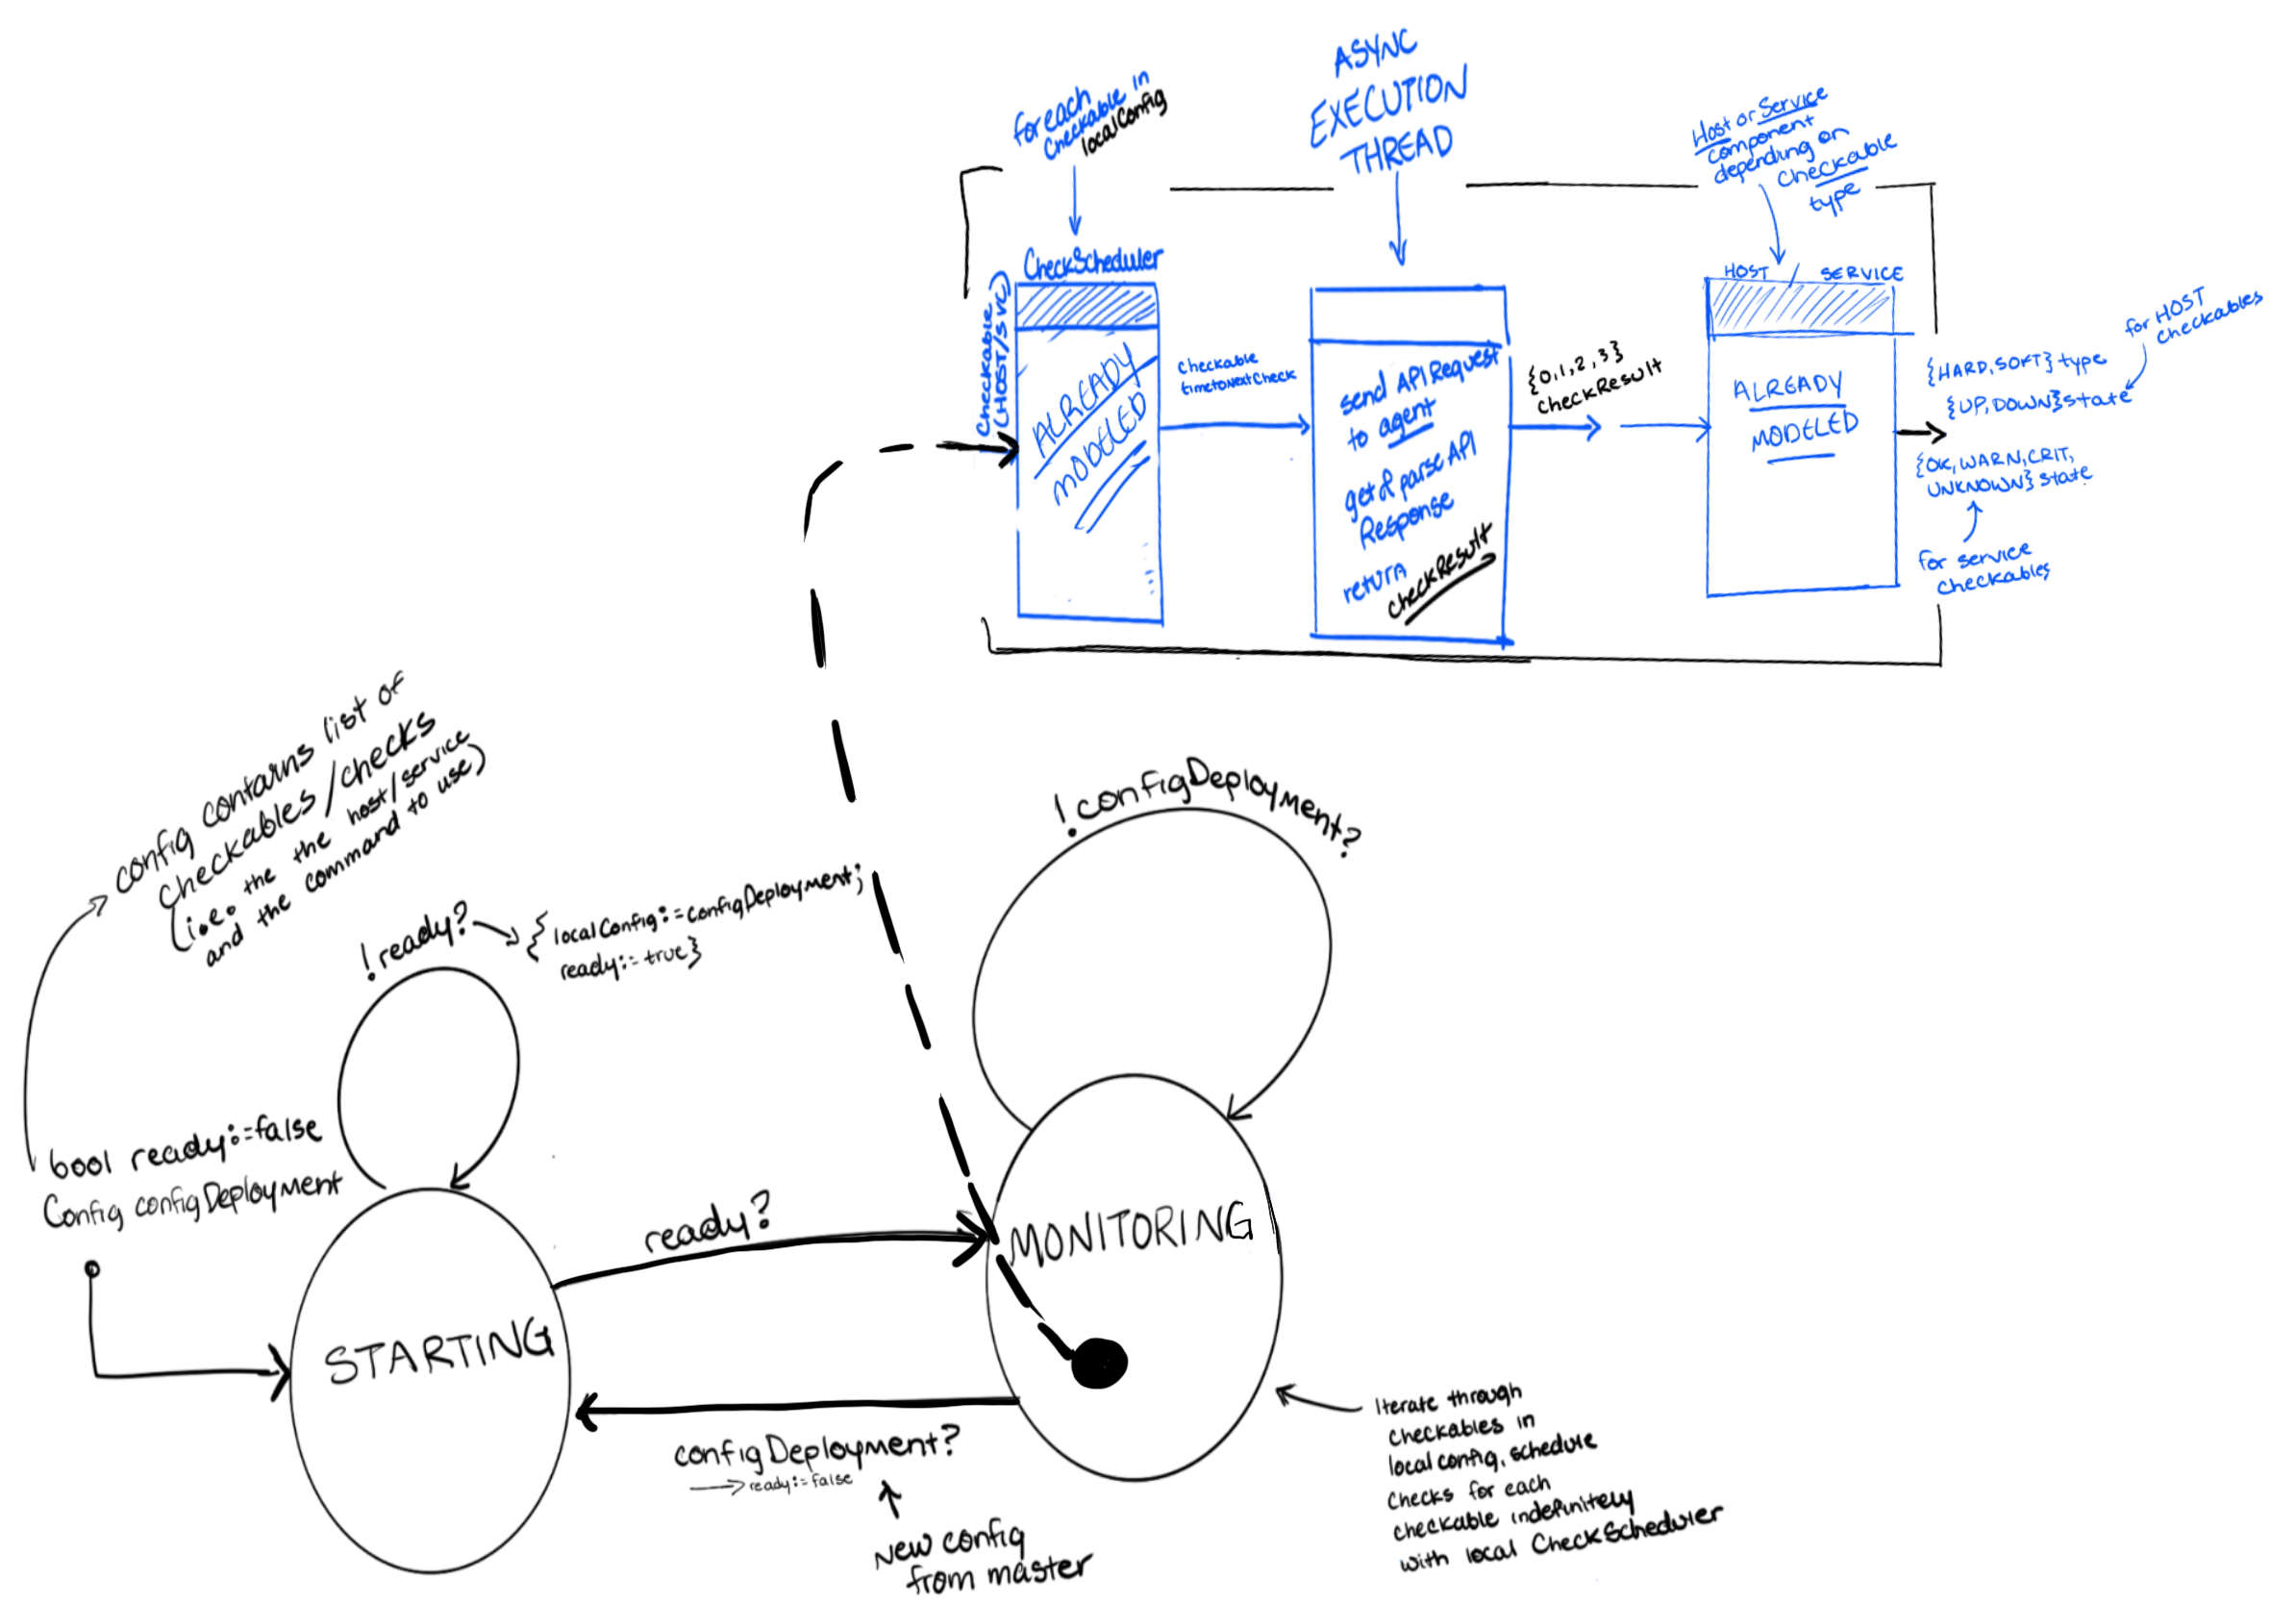 for each
checkable in
localConfig
ASYNC
EXECUTION
THREAD
Host or Service
component
depending on
Checkable
type
CheckScheduler
Checkable
(HOST/SVC)
ALREADY
MODELED
Checkable
timetoNextCheck
send API Request
to agent
get & parse API
Response
return
checkResult
{0,1,2,3}
checkResult
HOST / SERVICE
ALREADY
MODELED
for HOST
checkables
{HARD, SOFT} type
{UP, DOWN} state
{OK, WARN, CRIT,
UNKNOWN} state
for service
checkables
config contains list of
checkables/checks
(i.e. the the host/service
and the command to use)
!ready?
{localConfig:=configDeployment;
ready:=true}
!configDeployment?
bool ready:=false
Config configDeployment
ready?
STARTING
MONITORING
configDeployment?
ready:=false
New config
from master
Iterate through
checkables in
local config, schedule
checks for each
checkable indefinitely
with local CheckScheduler